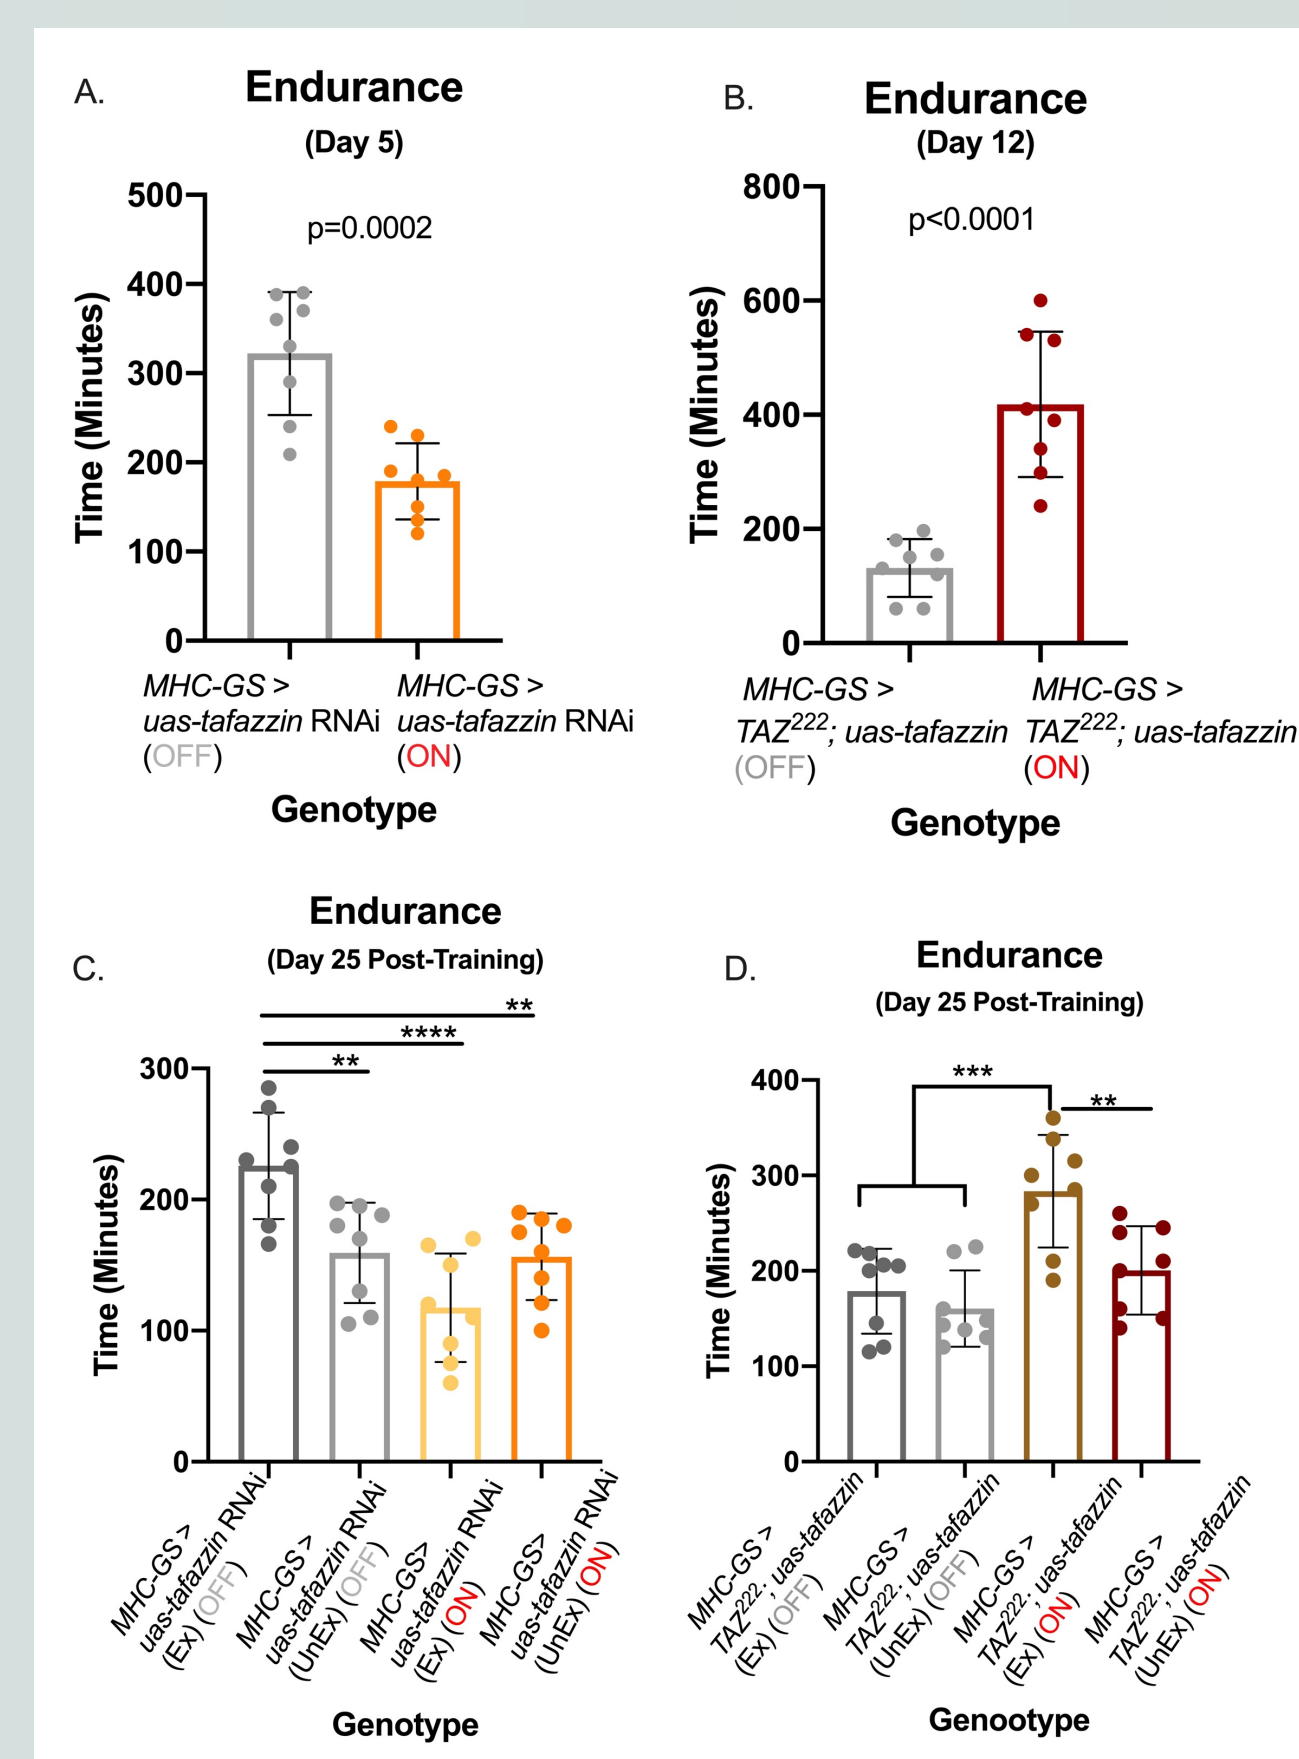 A.
Endurance
(Day 5)
500
400
300
200
100
0
Time (Minutes)
p=0.0002
MHC-GS >
uas-tafazzin RNAi
(OFF)
MHC-GS >
uas-tafazzin RNAi
(ON)
Genotype
B.
Endurance
(Day 12)
800
600
400
200
0
Time (Minutes)
p<0.0001
MHC-GS >
TAZ²²²; uas-tafazzin
(OFF)
MHC-GS >
TAZ²²²; uas-tafazzin
(ON)
Genotype
C.
Endurance
(Day 25 Post-Training)
**
****
**
300
200
100
0
Time (Minutes)
MHC-GS >
uas-tafazzin RNAi
(Ex) (OFF)
MHC-GS >
uas-tafazzin RNAi
(UnEx) (OFF)
MHC-GS>
uas-tafazzin RNAi
(Ex) (ON)
MHC-GS>
uas-tafazzin RNAi
(UnEx) (ON)
Genotype
D.
Endurance
(Day 25 Post-Training)
***
**
400
300
200
100
0
Time (Minutes)
MHC-GS >
TAZ²²²; uas-tafazzin
(Ex) (OFF)
MHC-GS >
TAZ²²²; uas-tafazzin
(UnEx) (OFF)
MHC-GS >
TAZ²²²; uas-tafazzin
(Ex) (ON)
MHC-GS >
TAZ²²²; uas-tafazzin
(UnEx) (ON)
Genootype